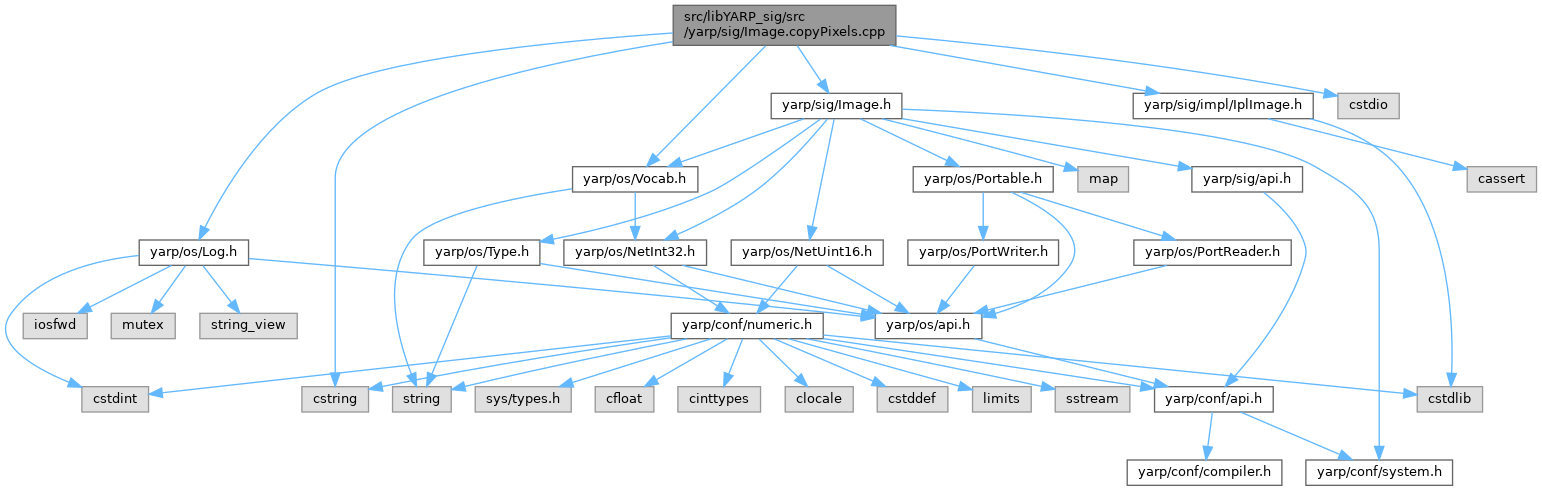 src/libYARP_sig/src
/yarp/sig/Image.copyPixels.cpp
yarp/sig/Image.h
yarp/sig/impl/IplImage.h
cstdio
yarp/os/Vocab.h
yarp/os/Portable.h
map
yarp/sig/api.h
cassert
yarp/os/Log.h
yarp/os/Type.h
yarp/os/NetInt32.h
yarp/os/NetUint16.h
yarp/os/PortWriter.h
yarp/os/PortReader.h
iosfwd
mutex
string_view
yarp/conf/numeric.h
yarp/os/api.h
cstdint
cstring
string
sys/types.h
cfloat
cinttypes
clocale
cstddef
limits
sstream
yarp/conf/api.h
cstdlib
yarp/conf/compiler.h
yarp/conf/system.h